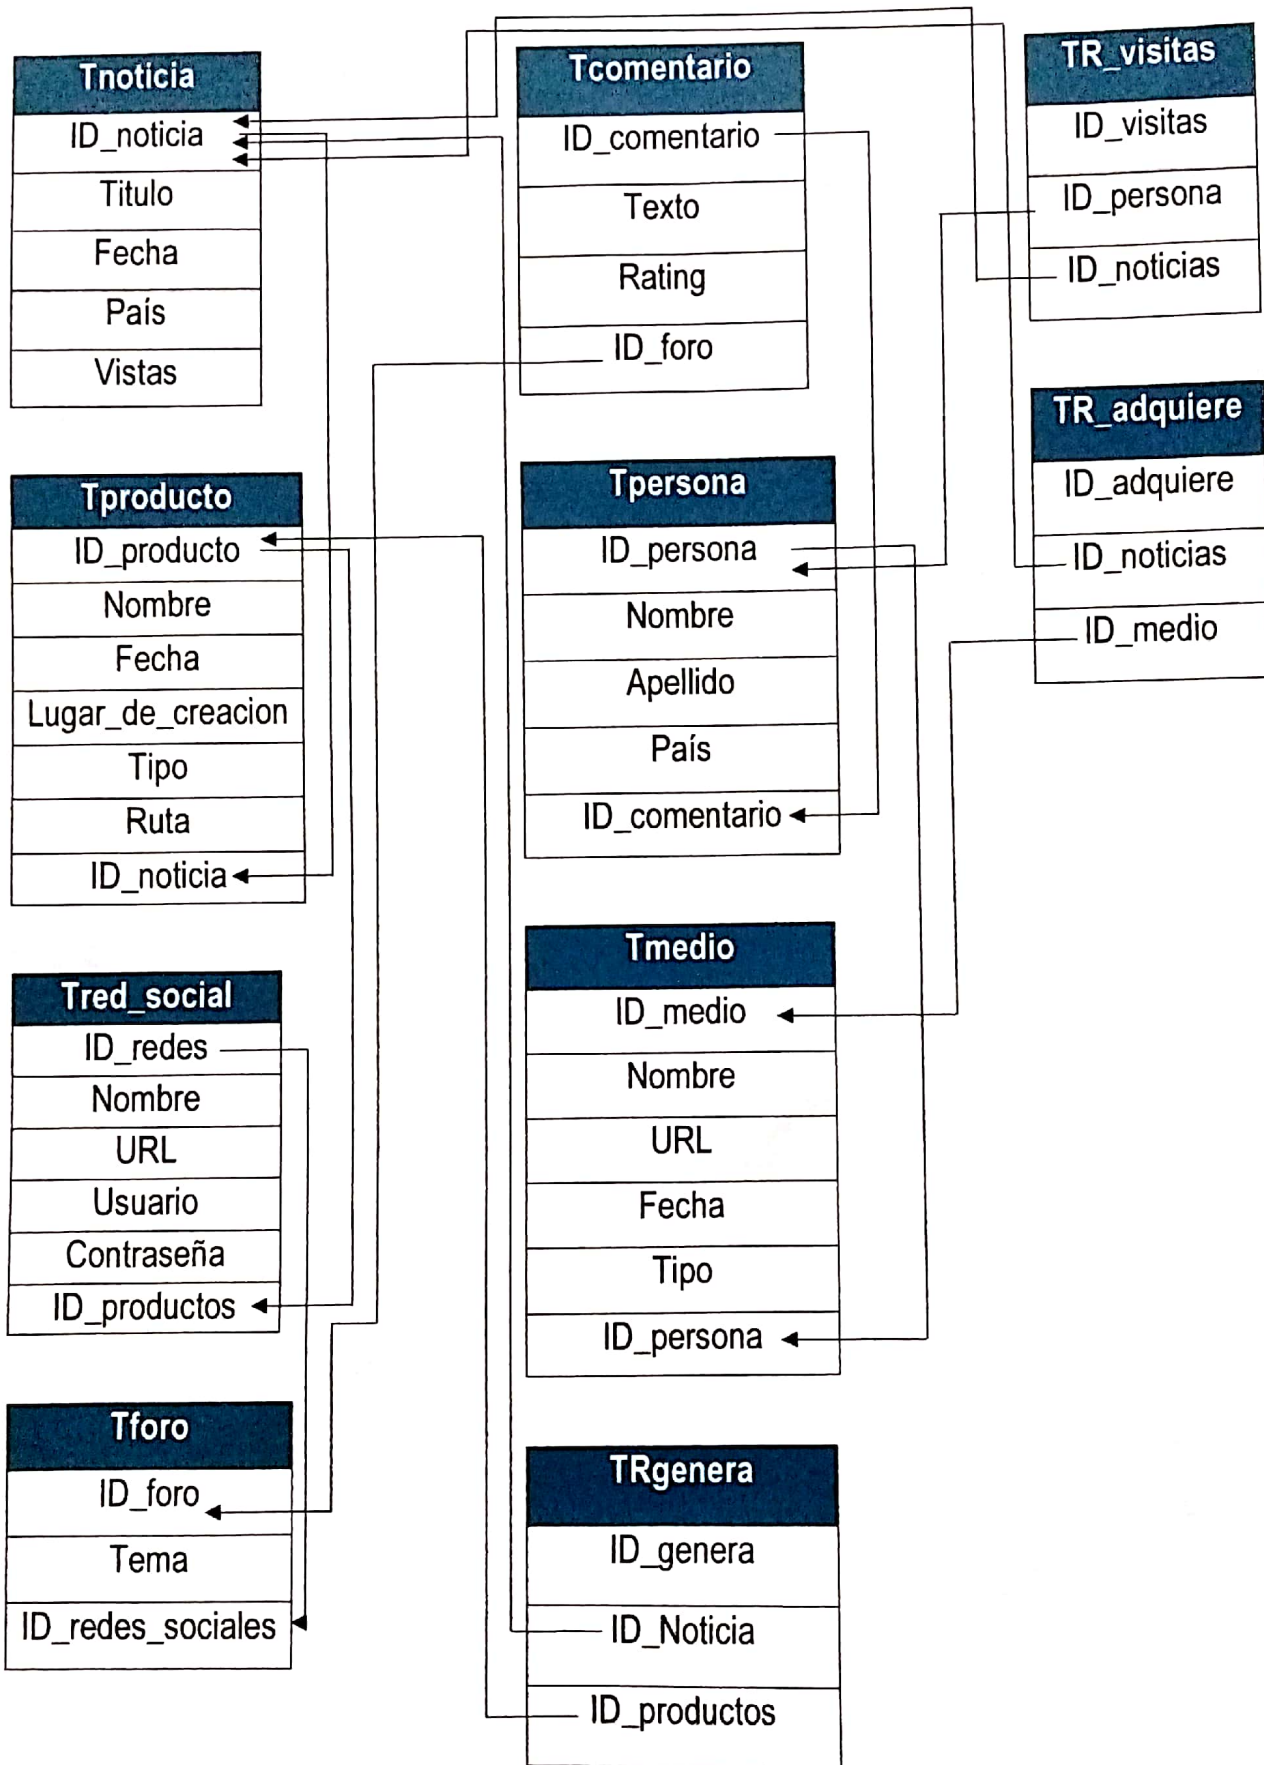 Tnoticia
ID_noticia
Titulo
Fecha
País
Vistas
Tproducto
ID_producto
Nombre
Fecha
Lugar_de_creacion
Tipo
Ruta
ID_noticia
Tred_social
ID_redes
Nombre
URL
Usuario
Contraseña
ID_productos
Tforo
ID_foro
Tema
ID_redes_sociales
Tcomentario
ID_comentario
Texto
Rating
ID_foro
Tpersona
ID_persona
Nombre
Apellido
País
ID_comentario
Tmedio
ID_medio
Nombre
URL
Fecha
Tipo
ID_persona
TRgenera
ID_genera
ID_Noticia
ID_productos
TR_visitas
ID_visitas
ID_persona
ID_noticias
TR_adquiere
ID_adquiere
ID_noticias
ID_medio